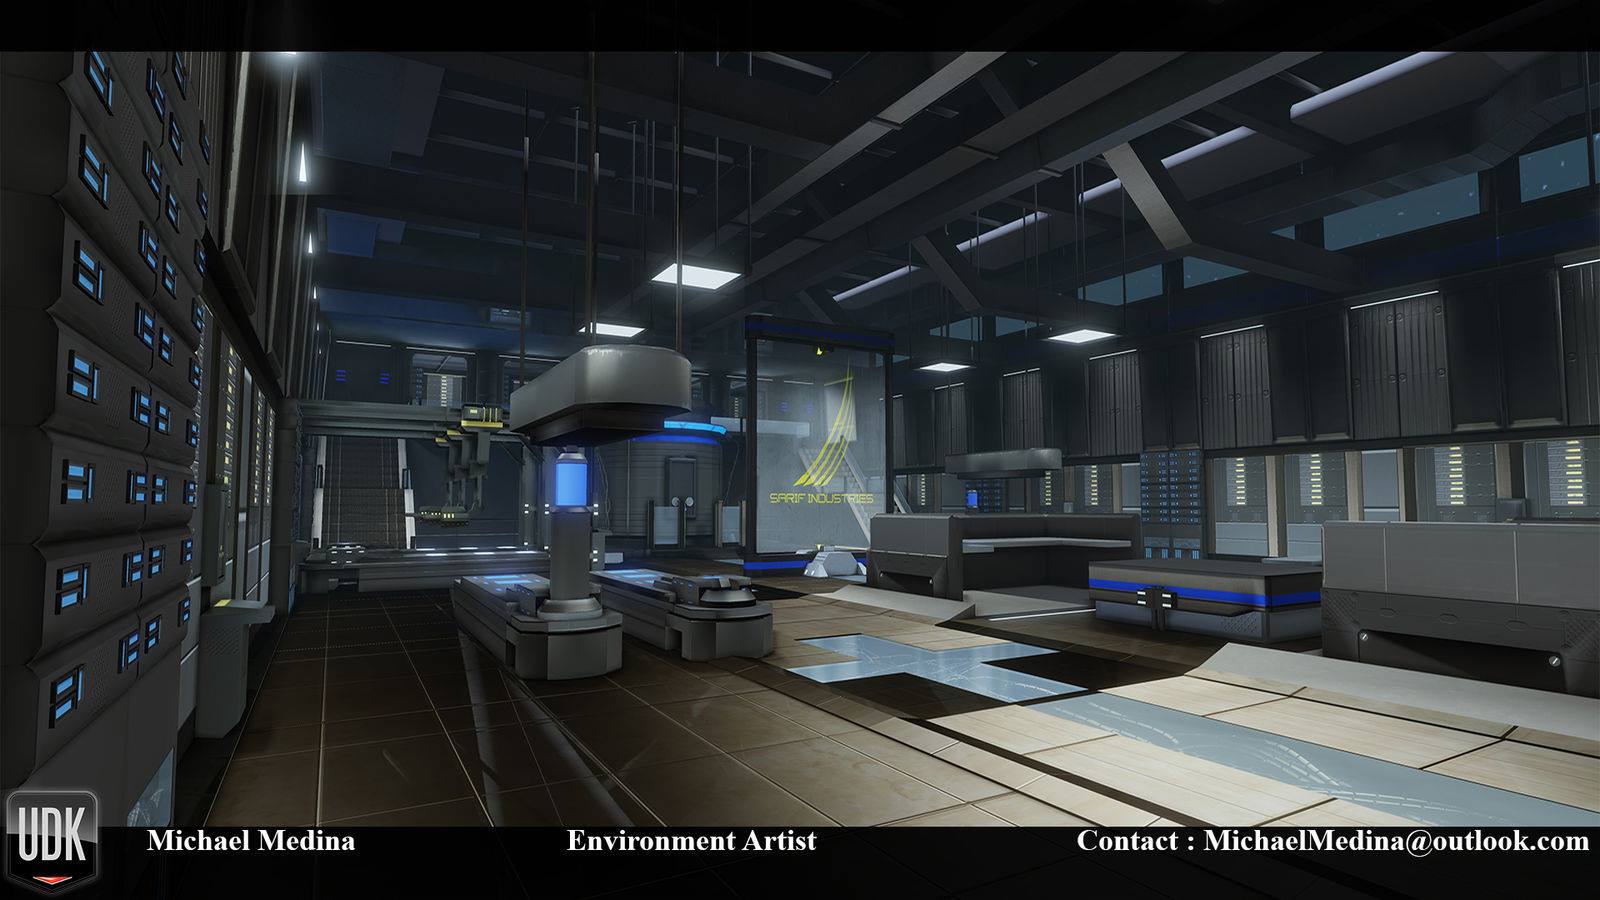 SARIF INDUSTRIES
UDK
Michael Medina
Environment Artist
Contact : MichaelMedina@outlook.com